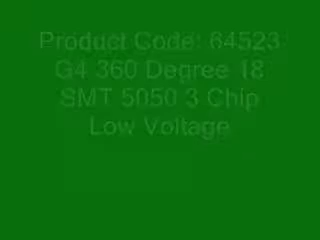 Product Code: 64523
G4 360 Degree 18
SMT 5050 3 Chip
Low Voltage